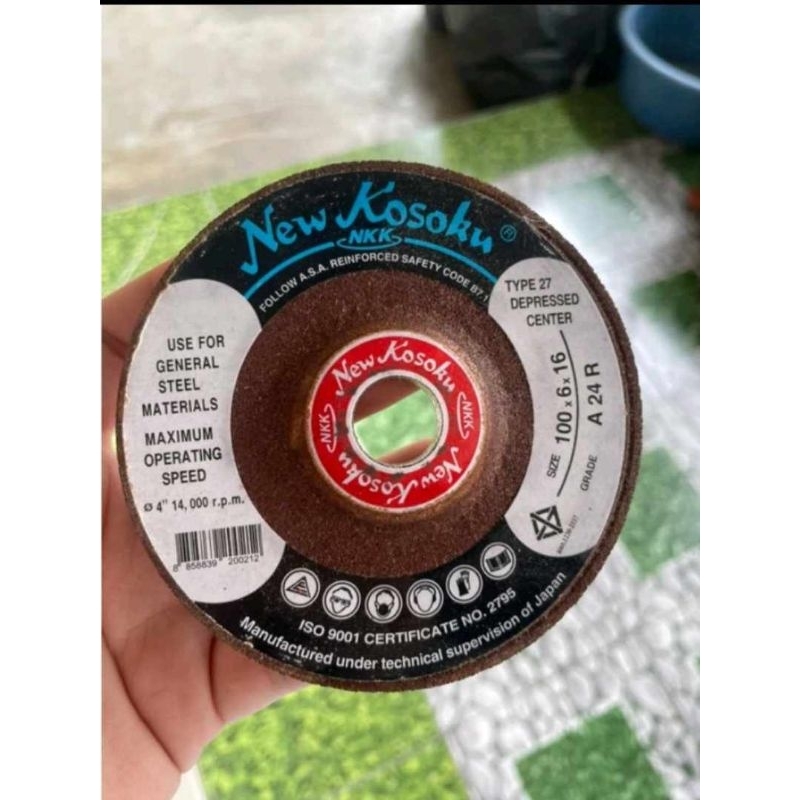 New Kosoku ®
NKK
FOLLOW A.S.A. REINFORCED SAFETY CODE B7.1
TYPE 27
DEPRESSED
CENTER
USE FOR
GENERAL
STEEL
MATERIALS
MAXIMUM
OPERATING
SPEED
ø 4" 14,000 r.p.m.
8 858839 200212
New Kosoku
NKK
New Kosoku
NKK
SIZE 100 x 6 x 16
GRADE A 24 R
ISO 9001 CERTIFICATE NO. 2795
Manufactured under technical supervision of Japan